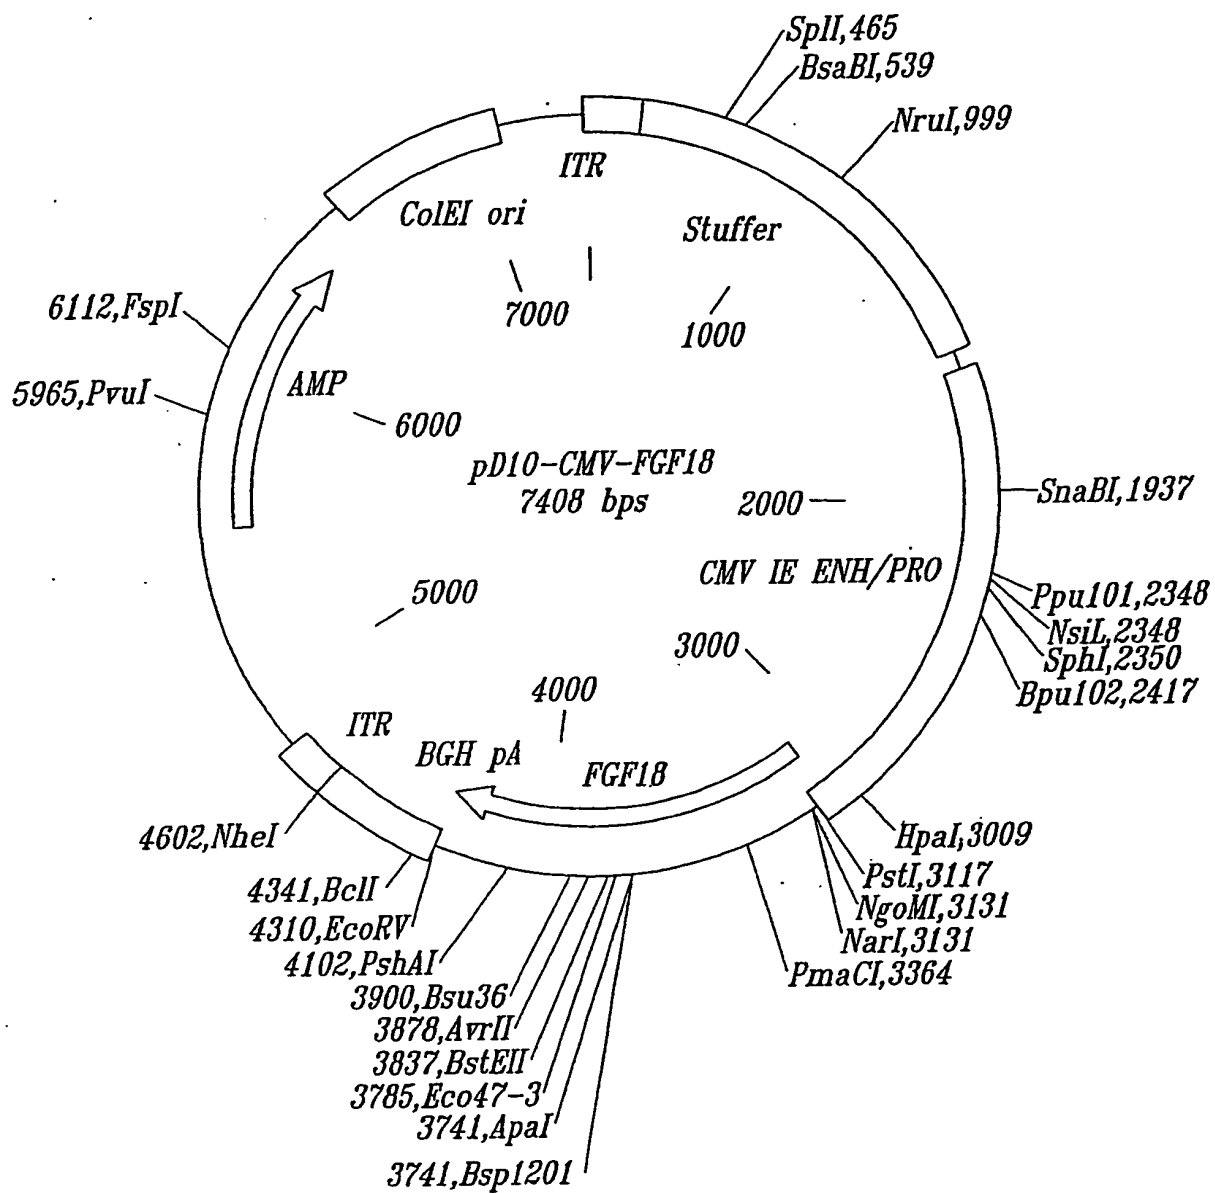 SplI,465
BsaBI,539
NruI,999
ITR
ColEI ori
Stuffer
7000
1000
6112,FspI
5965,PvuI
AMP
6000
pD10-CMV-FGF18
7408 bps
2000
SnaBI,1937
CMV IE ENH/PRO
5000
Ppu101,2348
NsiI,2348
SphI,2350
Bpu102,2417
3000
4000
ITR
BGH pA
FGF18
4602,NheI
4341,BclI
4310,EcoRV
4102,PshAI
3900,Bsu36
3878,AvrII
3837,BstEII
3785,Eco47-3
3741,ApaI
3741,Bsp1201
HpaI,3009
PstI,3117
NgoMI,3131
NarI,3131
PmaCI,3364